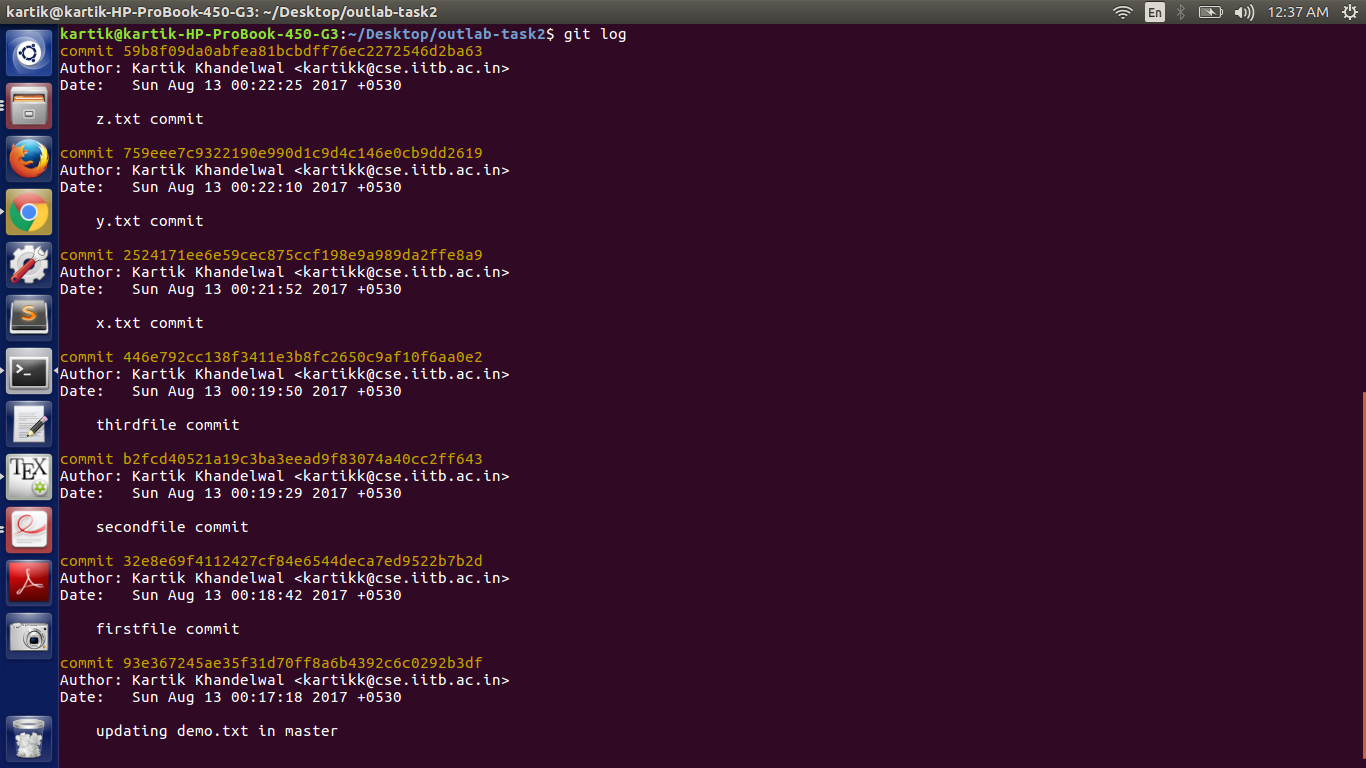 kartik@kartik-HP-ProBook-450-G3: ~/Desktop/outlab-task2
En
12:37 AM
kartik@kartik-HP-ProBook-450-G3:~/Desktop/outlab-task2$ git log
commit 59b8f09da0abfea81bcbdff76ec2272546d2ba63
Author: Kartik Khandelwal <kartikk@cse.iitb.ac.in>
Date:   Sun Aug 13 00:22:25 2017 +0530
z.txt commit
commit 759eee7c9322190e990d1c9d4c146e0cb9dd2619
Author: Kartik Khandelwal <kartikk@cse.iitb.ac.in>
Date:   Sun Aug 13 00:22:10 2017 +0530
y.txt commit
commit 2524171ee6e59cec875ccf198e9a989da2ffe8a9
Author: Kartik Khandelwal <kartikk@cse.iitb.ac.in>
Date:   Sun Aug 13 00:21:52 2017 +0530
x.txt commit
commit 446e792cc138f3411e3b8fc2650c9af10f6aa0e2
Author: Kartik Khandelwal <kartikk@cse.iitb.ac.in>
Date:   Sun Aug 13 00:19:50 2017 +0530
thirdfile commit
commit b2fcd40521a19c3ba3eead9f83074a40cc2ff643
Author: Kartik Khandelwal <kartikk@cse.iitb.ac.in>
Date:   Sun Aug 13 00:19:29 2017 +0530
secondfile commit
commit 32e8e69f4112427cf84e6544deca7ed9522b7b2d
Author: Kartik Khandelwal <kartikk@cse.iitb.ac.in>
Date:   Sun Aug 13 00:18:42 2017 +0530
firstfile commit
commit 93e367245ae35f31d70ff8a6b4392c6c0292b3df
Author: Kartik Khandelwal <kartikk@cse.iitb.ac.in>
Date:   Sun Aug 13 00:17:18 2017 +0530
updating demo.txt in master
S
>_
TEX